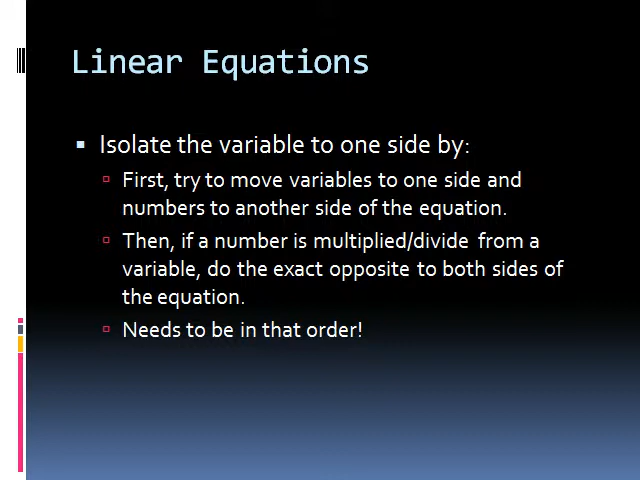 Linear Equations
Isolate the variable to one side by:
First, try to move variables to one side and
numbers to another side of the equation.
Then, if a number is multiplied/divide from a
variable, do the exact opposite to both sides of
the equation.
Needs to be in that order!